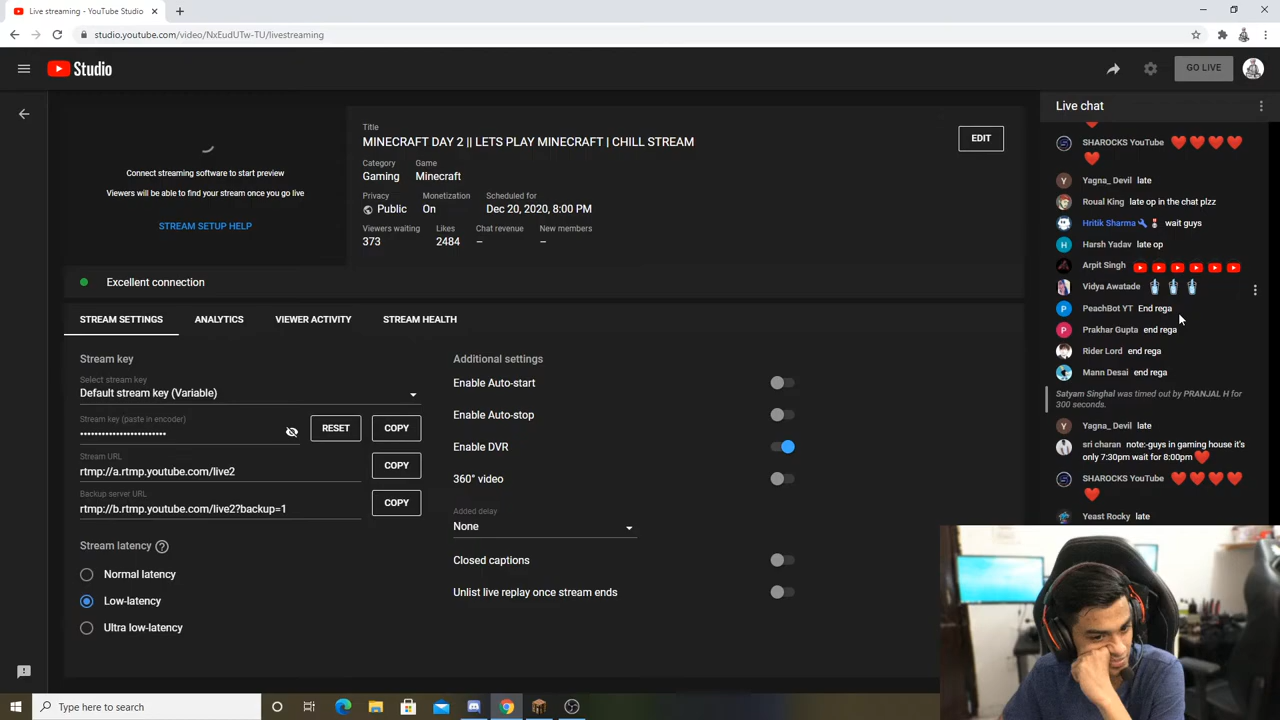 Live streaming - YouTube Studio
studio.youtube.com/video/NxEudUTw-TU/livestreaming
Studio
GO LIVE
Connect streaming software to start preview
Viewers will be able to find your stream once you go live
STREAM SETUP HELP
Title
MINECRAFT DAY 2 || LETS PLAY MINECRAFT | CHILL STREAM
EDIT
Category Game
Gaming Minecraft
Privacy Monetization Scheduled for
Public On Dec 20, 2020, 8:00 PM
Viewers waiting Likes Chat revenue New members
373 2484 – –
Excellent connection
STREAM SETTINGS ANALYTICS VIEWER ACTIVITY STREAM HEALTH
Stream key
Select stream key
Default stream key (Variable)
Stream key (paste in encoder)
RESET COPY
Stream URL
rtmp://a.rtmp.youtube.com/live2
COPY
Backup server URL
rtmp://b.rtmp.youtube.com/live2?backup=1
COPY
Stream latency ?
Normal latency
Low-latency
Ultra low-latency
Additional settings
Enable Auto-start
Enable Auto-stop
Enable DVR
360° video
Added delay
None
Closed captions
Unlist live replay once stream ends
Live chat
SHAROCKS YouTube ❤️❤️❤️❤️
❤️
Y Yagna_ Devil late
Roual King late op in the chat plzz
Hritik Sharma wait guys
H Harsh Yadav late op
Arpit Singh
Vidya Awatade
P PeachBot YT End rega
P Prakhar Gupta end rega
Rider Lord end rega
Mann Desai end rega
Satyam Singhal was timed out by PRANJAL H for
300 seconds.
Y Yagna_ Devil late
sri charan note:-guys in gaming house it's
only 7:30pm wait for 8:00pm ❤️
SHAROCKS YouTube ❤️❤️❤️❤️
❤️
Yeast Rocky late
Type here to search